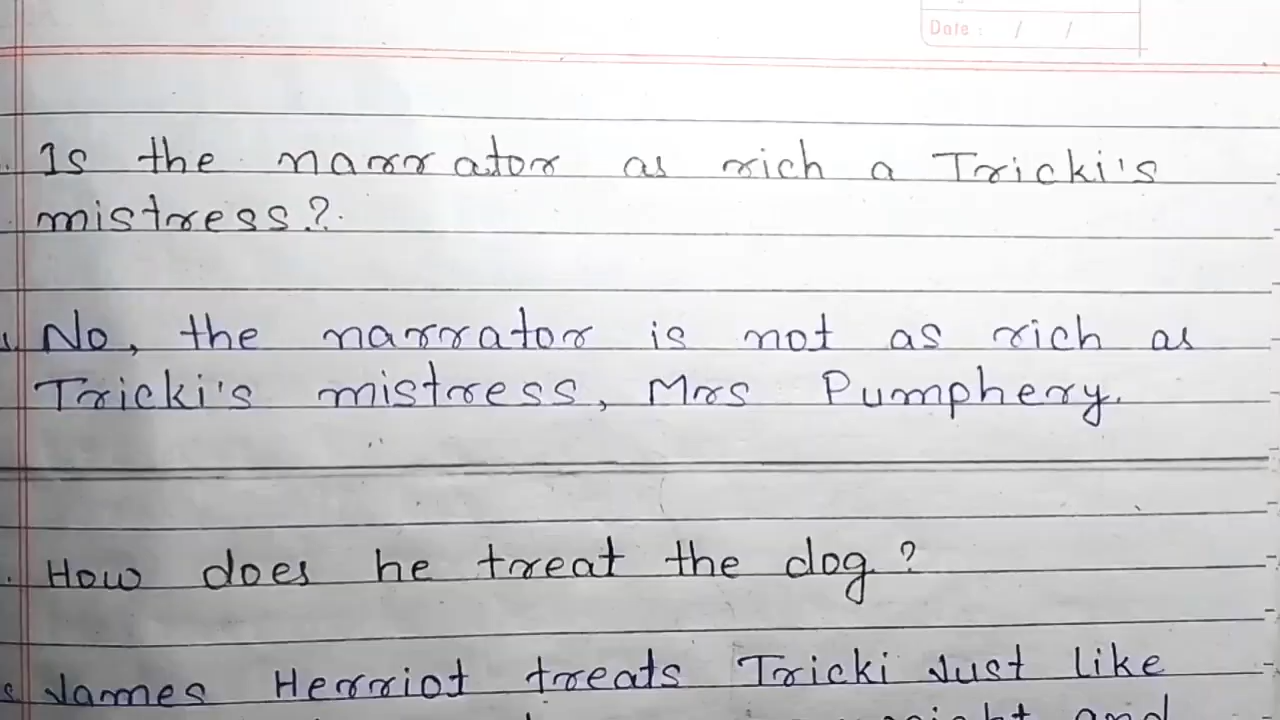 Date : / /
Is the narrator as rich a Tricki's
mistress?
No, the narrator is not as rich as
Tricki's mistress, Mrs Pumphery.
How does he treat the dog?
James Herriot treats Tricki Just like
and